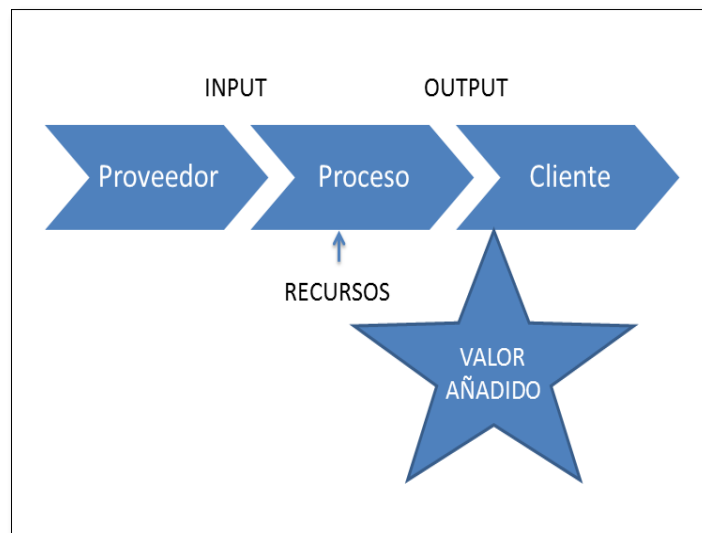 INPUT
OUTPUT
Proveedor
Proceso
Cliente
RECURSOS
VALOR
AÑADIDO